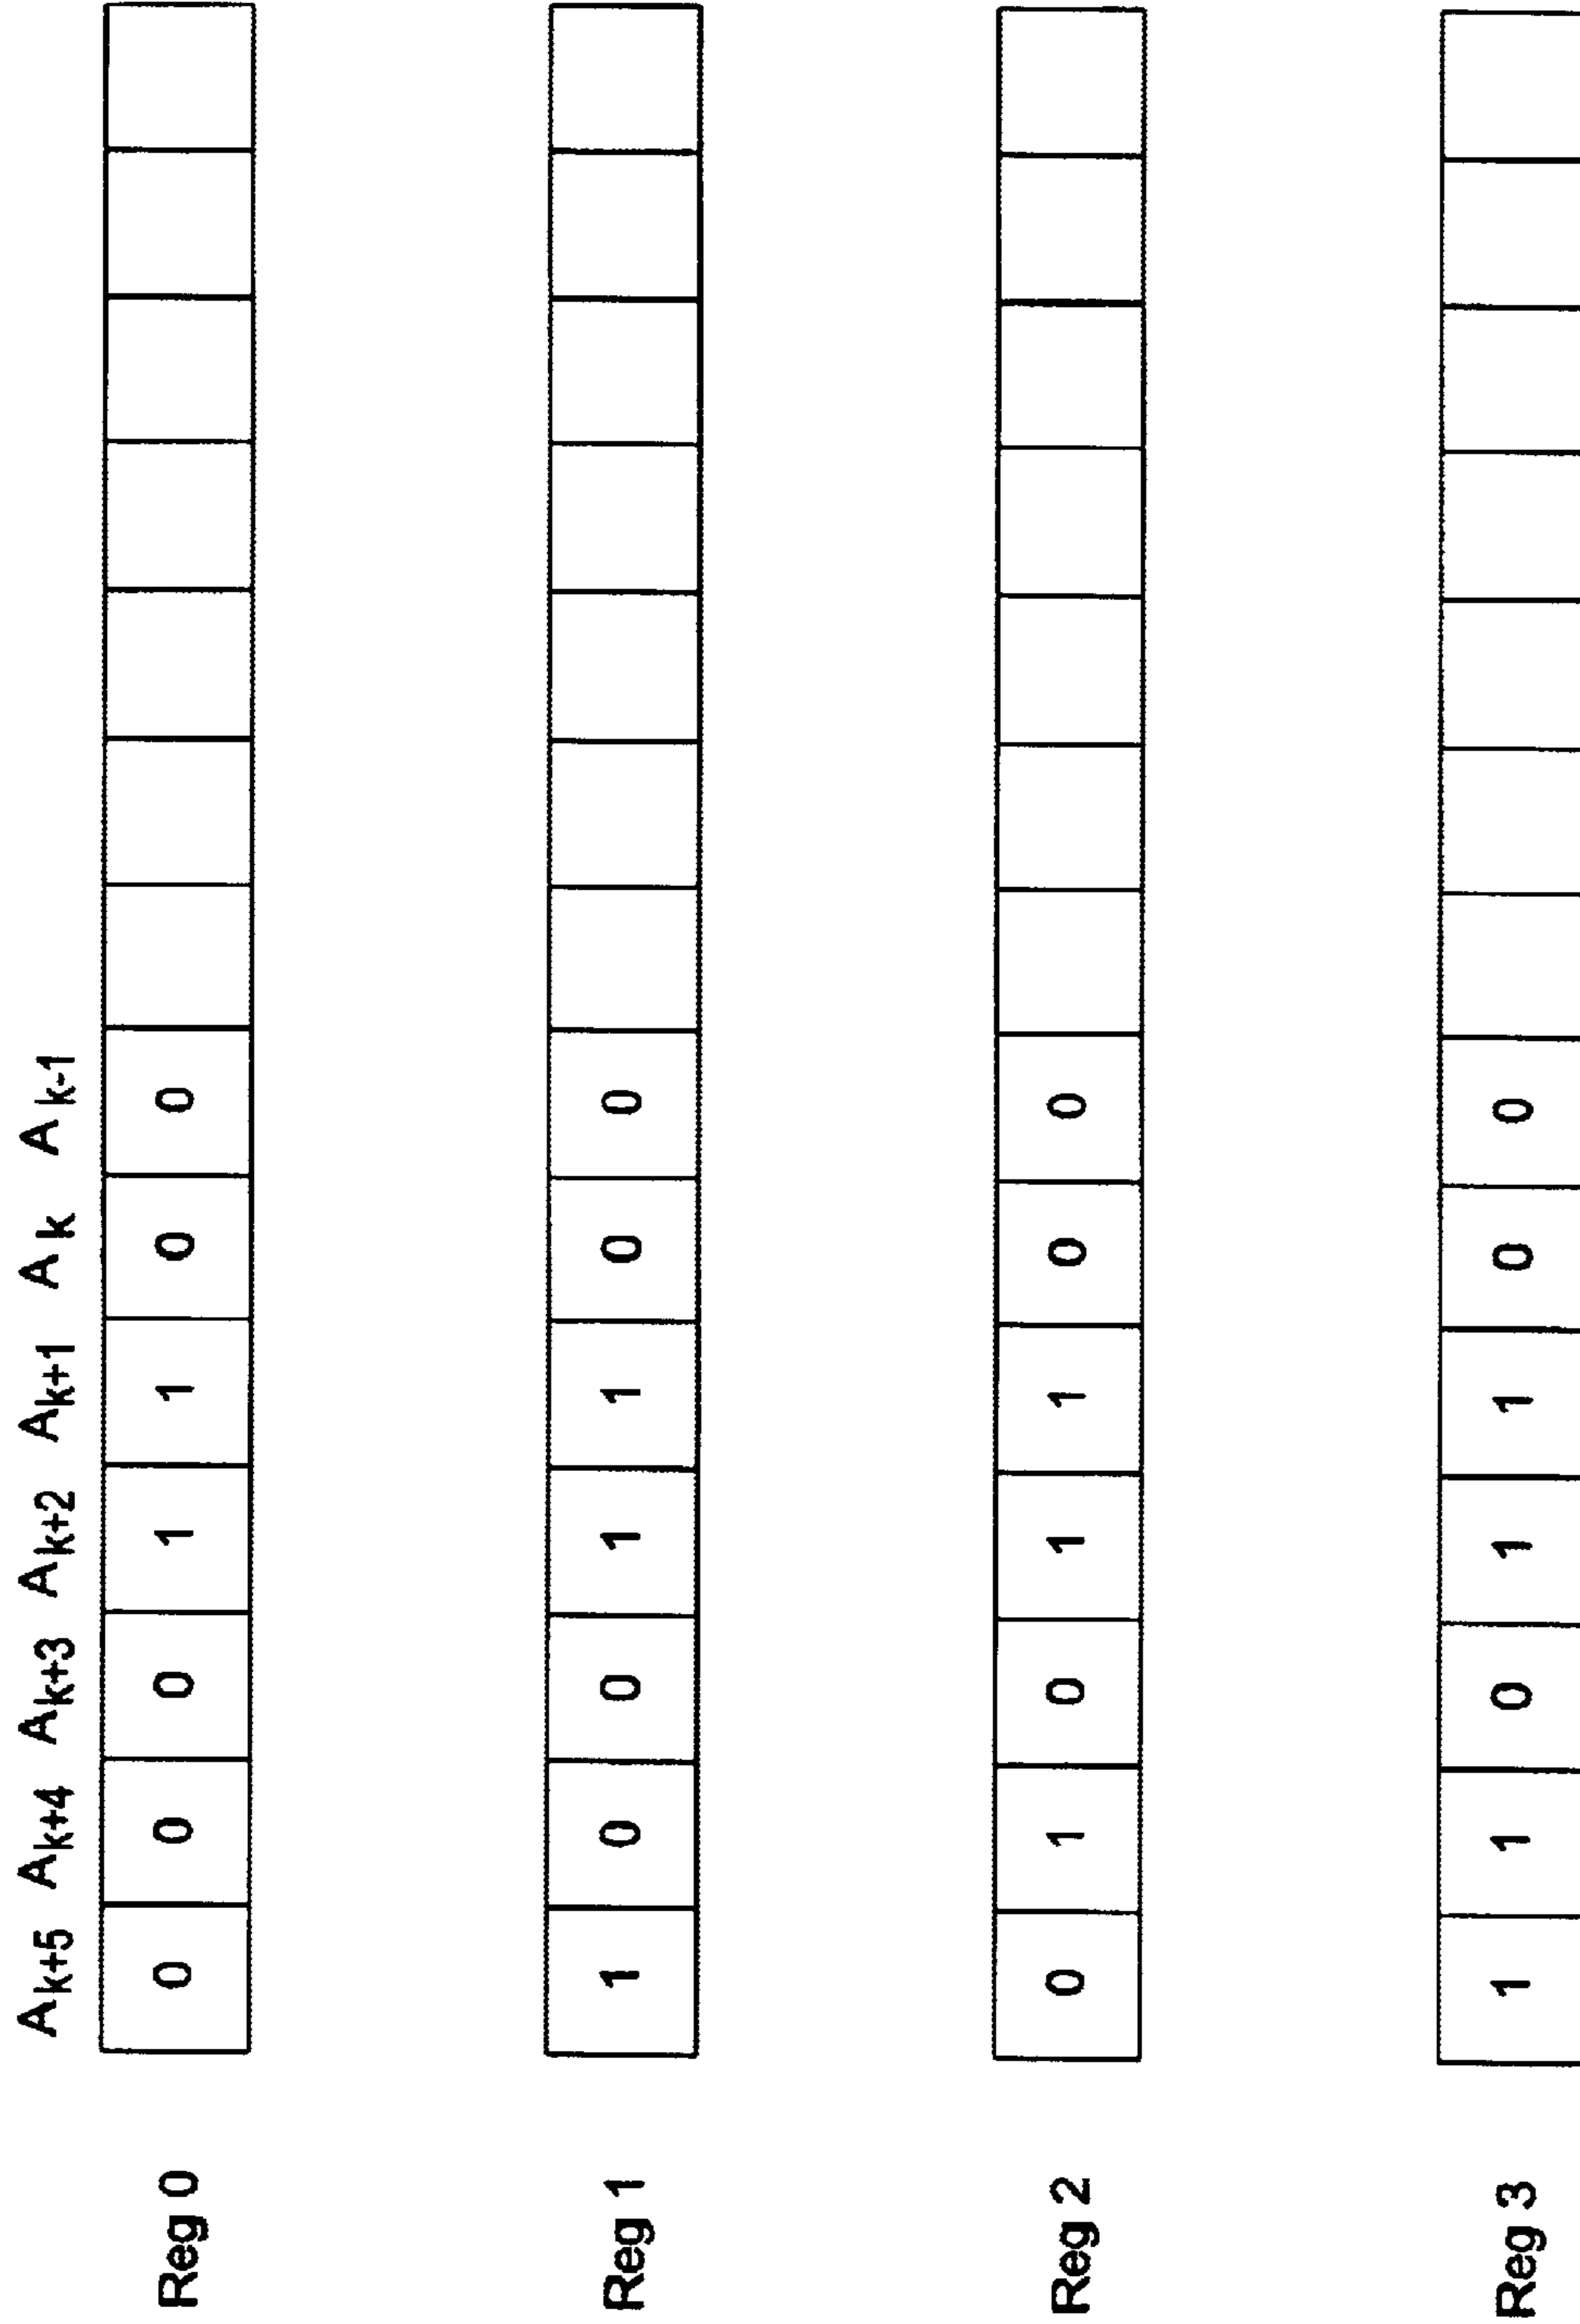 A k+5 A k+4 A k+3 A k+2 A k+1 A k A k-1
Reg 0 0 0 0 1 1 0 0
Reg 1 1 0 0 1 1 0 0
Reg 2 0 1 0 1 1 0 0
Reg 3 1 1 0 1 1 0 0